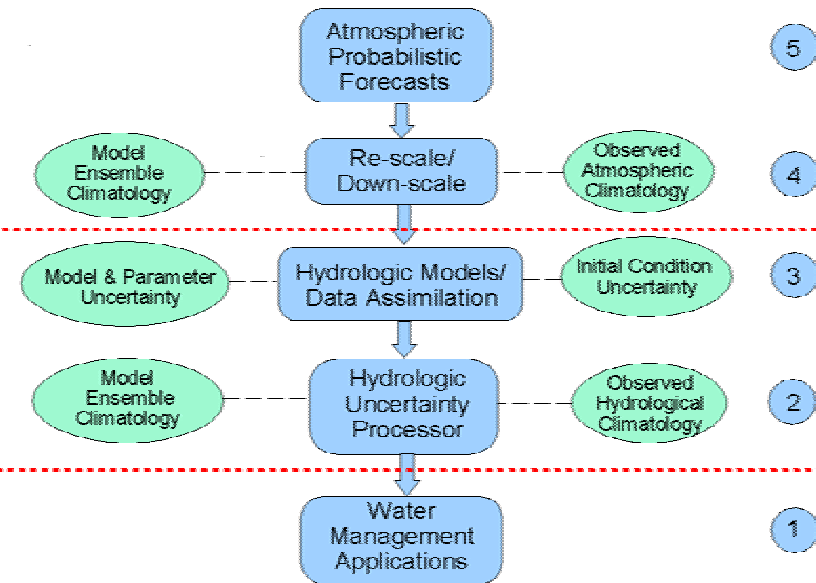 Atmospheric
Probabilistic
Forecasts
5
Model
Ensemble
Climatology
Re-scale/
Down-scale
Observed
Atmospheric
Climatology
4
Model & Parameter
Uncertainty
Hydrologic Models/
Data Assimilation
Initial Condition
Uncertainty
3
Model
Ensemble
Climatology
Hydrologic
Uncertainty
Processor
Observed
Hydrological
Climatology
2
Water
Management
Applications
1